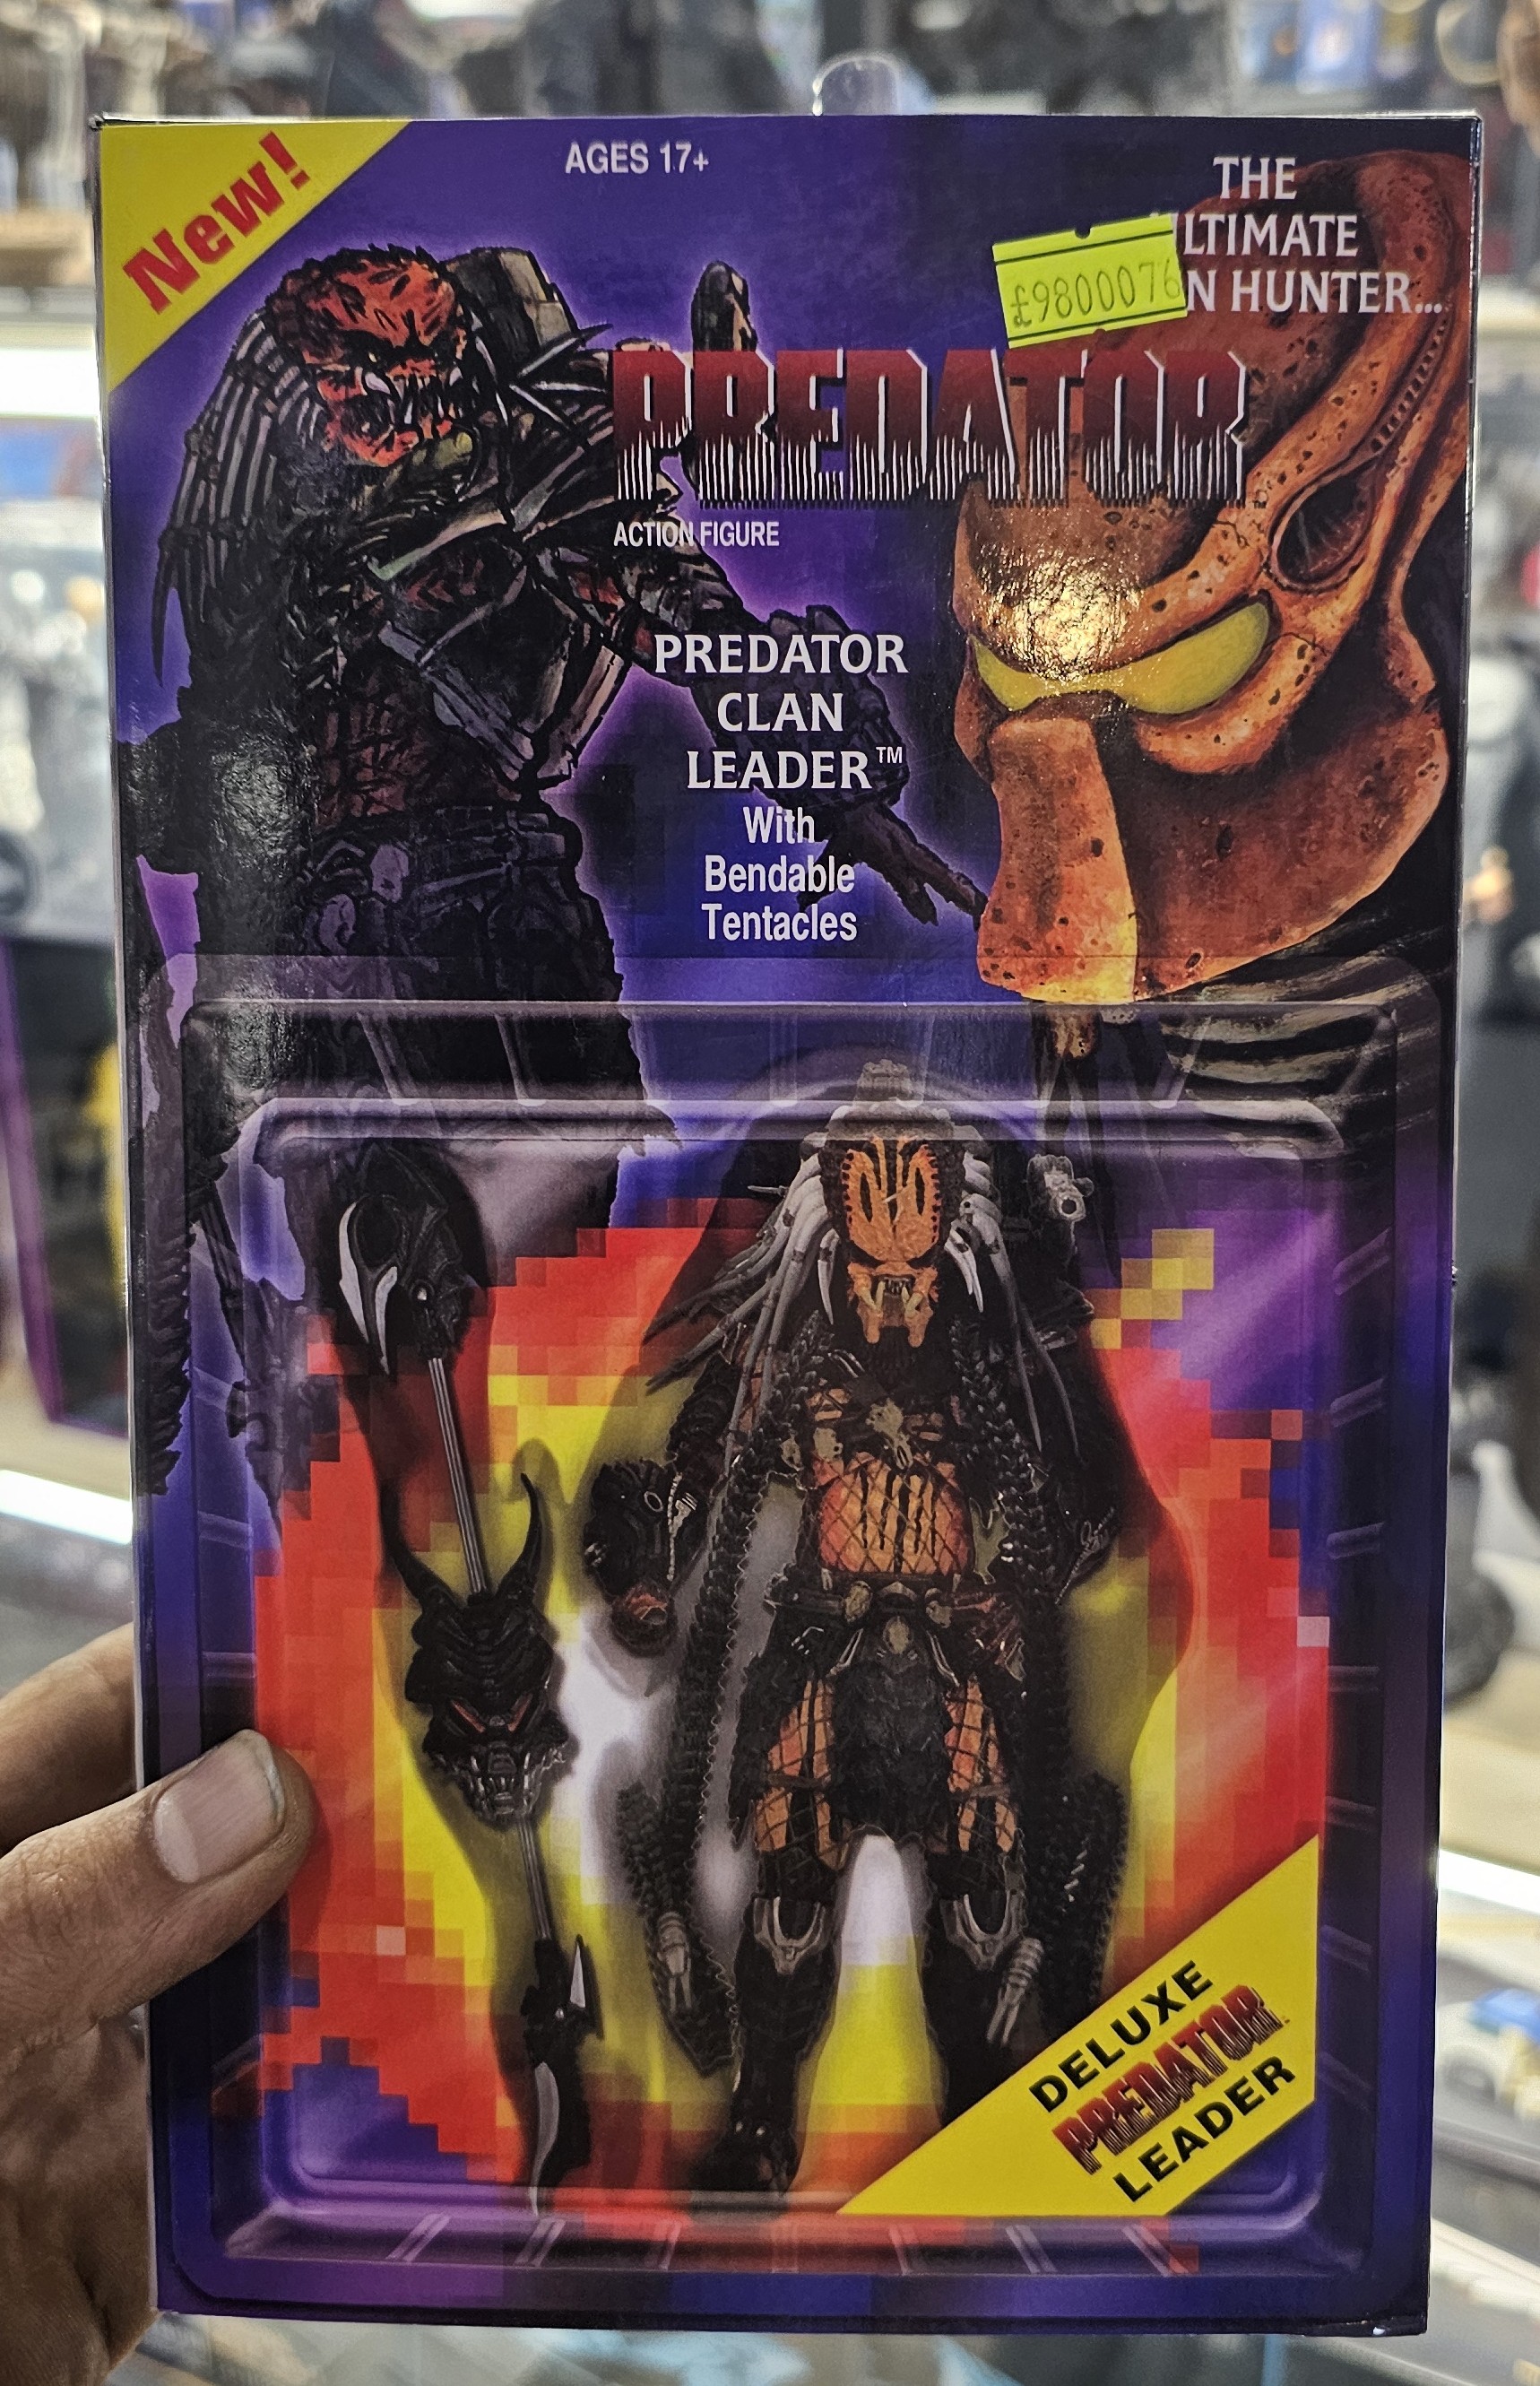 New!
AGES 17+
THE
LTIMATE
N HUNTER...
£9800076
PREDATOR
ACTION FIGURE
PREDATOR
CLAN
LEADER™
With
Bendable
Tentacles
DELUXE
PREDATOR
LEADER